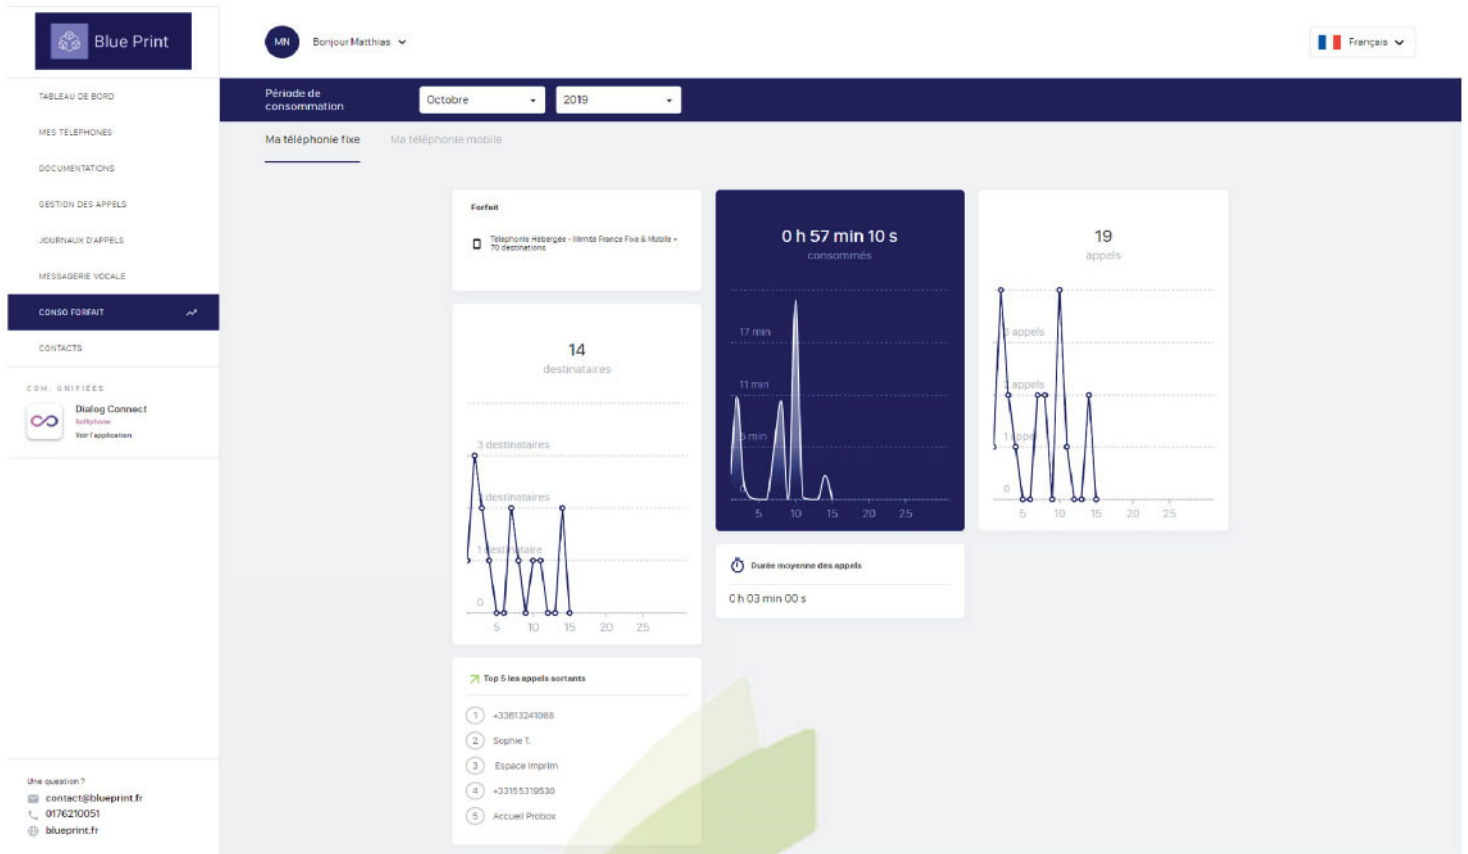 Blue Print
MN
Bonjour Matthias
Français
TABLEAU DE BORD
MES TÉLÉPHONES
DOCUMENTATIONS
GESTION DES APPELS
JOURNAUX D'APPELS
MESSAGERIE VOCALE
CONSO FORFAIT
CONTACTS
COM. UNIFIÉES
Dialog Connect
Softphone
Voir l'application
Une question ?
contact@blueprint.fr
0176210051
blueprint.fr
Période de
consommation
Octobre
2019
Ma téléphonie fixe
Ma téléphonie mobile
Forfait
Téléphonie Hébergée - Illimité France Fixe & Mobile +
70 destinations
14
destinataires
3 destinataires
destinataires
1 destinataire
0
5 10 15 20 25
Top 5 les appels sortants
1 +33613241088
2 Sophie T.
3 Espace Imprim
4 +33155319530
5 Accueil Probox
0 h 57 min 10 s
consommés
17 min
11 min
5 min
0
5 10 15 20 25
Durée moyenne des appels
0 h 03 min 00 s
19
appels
3 appels
2 appels
1 appel
0
5 10 15 20 25